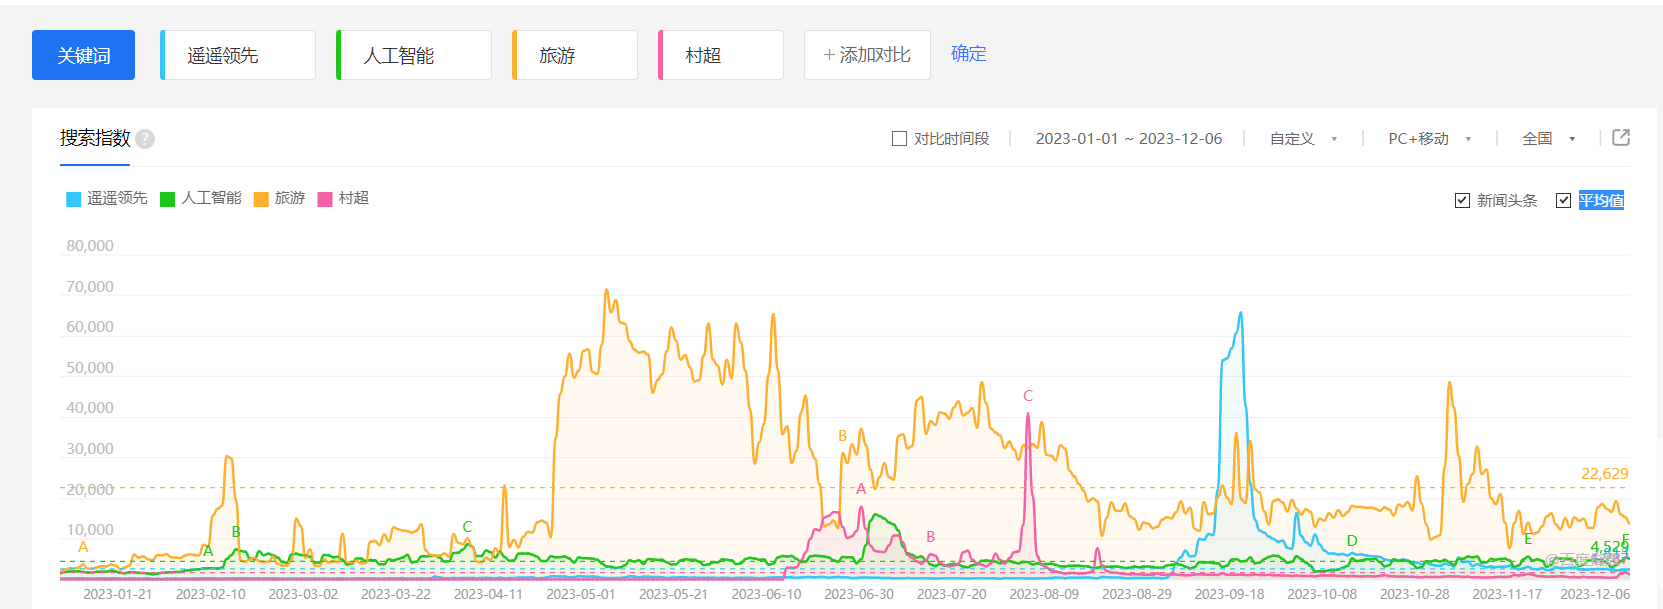 关键词 遥遥领先 人工智能 旅游 村超 + 添加对比 确定
搜索指数 ? 对比时间段 2023-01-01 ~ 2023-12-06 自定义 PC+移动 全国
遥遥领先 人工智能 旅游 村超 新闻头条 平均值
80,000
70,000
60,000
50,000
40,000
C
30,000
B
20,000
A
22,629
10,000
A
A
B
C
B
D
E
F
4,529
2023-01-21 2023-02-10 2023-03-02 2023-03-22 2023-04-11 2023-05-01 2023-05-21 2023-06-10 2023-06-30 2023-07-20 2023-08-09 2023-08-29 2023-09-18 2023-10-08 2023-10-28 2023-11-17 2023-12-06